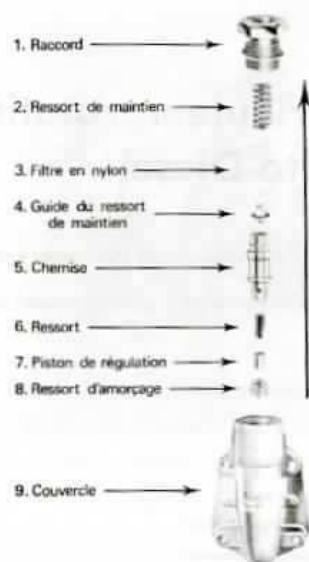 1. Raccord
2. Ressort de maintien
3. Filtre en nylon
4. Guide du ressort
de maintien
5. Chemise
6. Ressort
7. Piston de régulation
8. Ressort d'amorçage
9. Couvercle